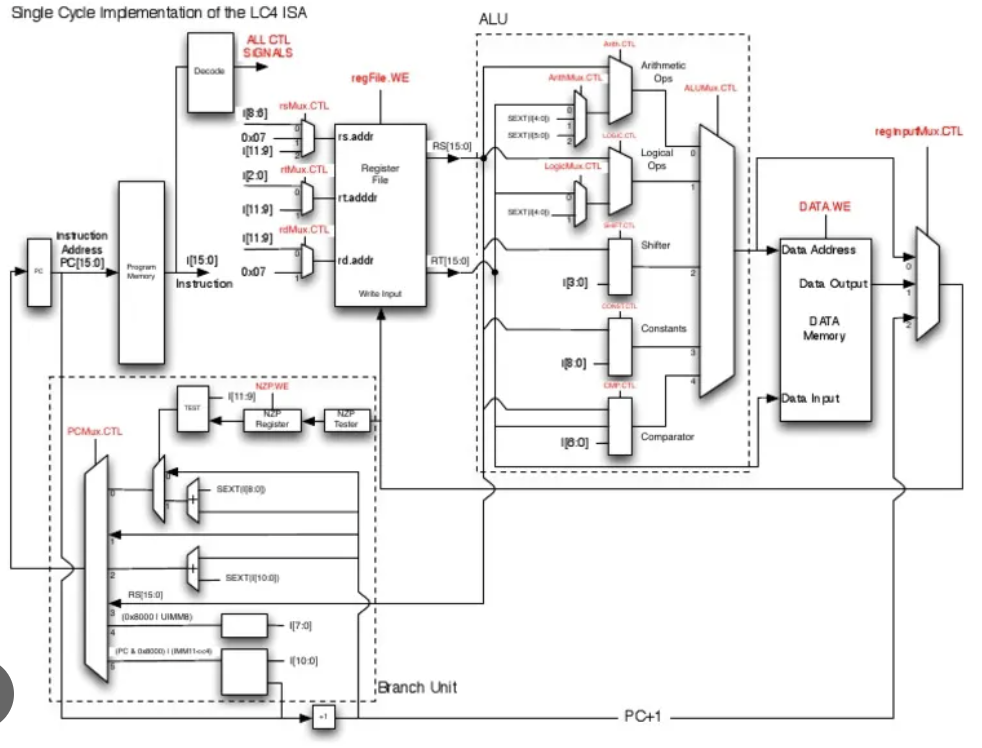 Single Cycle Implementation of the LC4 ISA
ALU
Decode
ALL CTL
SIGNALS
regFile.WE
Arith.CTL
Arithmetic
Ops
ArithMux.CTL
ALUMux.CTL
I[8:6]
rsMux.CTL
0
0x07
1
I[11:9]
2
rs.addr
Register
File
RS[15:0]
SEXT(I[4:0])
0
SEXT(I[5:0])
1
2
LOGIC.CTL
Logical
Ops
0
regInputMux.CTL
I[2:0]
rtMux.CTL
0
I[11:9]
1
rt.adddr
LogicMux.CTL
0
SEXT(I[4:0])
1
1
DATA.WE
I[11:9]
rdMux.CTL
0
0x07
1
rd.addr
Write Input
RT[15:0]
SHIFT.CTL
Shifter
I[3:0]
2
Data Address
Data Output
DATA
Memory
Data Input
0
1
2
Instruction
Address
PC[15:0]
PC
Program
Memory
I[15:0]
Instruction
CONST.CTL
Constants
I[8:0]
3
4
CMP.CTL
Comparator
I[6:0]
NZP.WE
TEST
I[11:9]
NZP
Register
NZP
Tester
PCMux.CTL
0
0
1
+
SEXT(I[8:0])
1
2
+
SEXT(I[10:0])
RS[15:0]
3
(0x8000 | UIMM8)
4
I[7:0]
(PC & 0x8000) | (IMM11<<4)
5
I[10:0]
Branch Unit
+1
PC+1